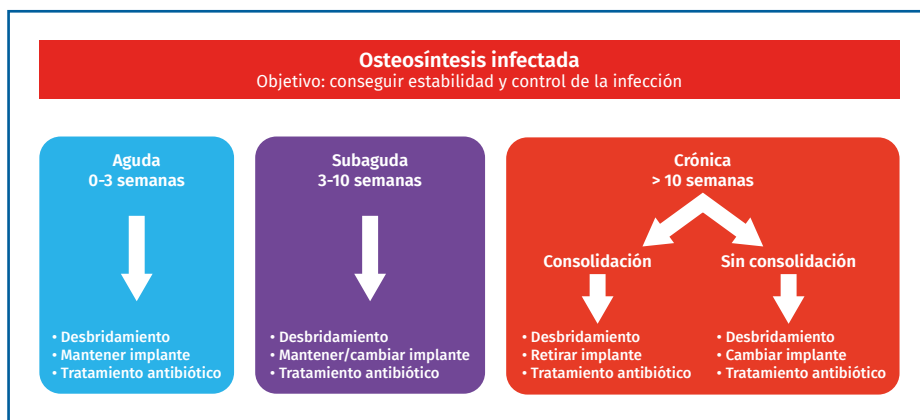 Osteosíntesis infectada
Objetivo: conseguir estabilidad y control de la infección
Aguda
0-3 semanas
• Desbridamiento
• Mantener implante
• Tratamiento antibiótico
Subaguda
3-10 semanas
• Desbridamiento
• Mantener/cambiar implante
• Tratamiento antibiótico
Crónica
> 10 semanas
Consolidación
• Desbridamiento
• Retirar implante
• Tratamiento antibiótico
Sin consolidación
• Desbridamiento
• Cambiar implante
• Tratamiento antibiótico